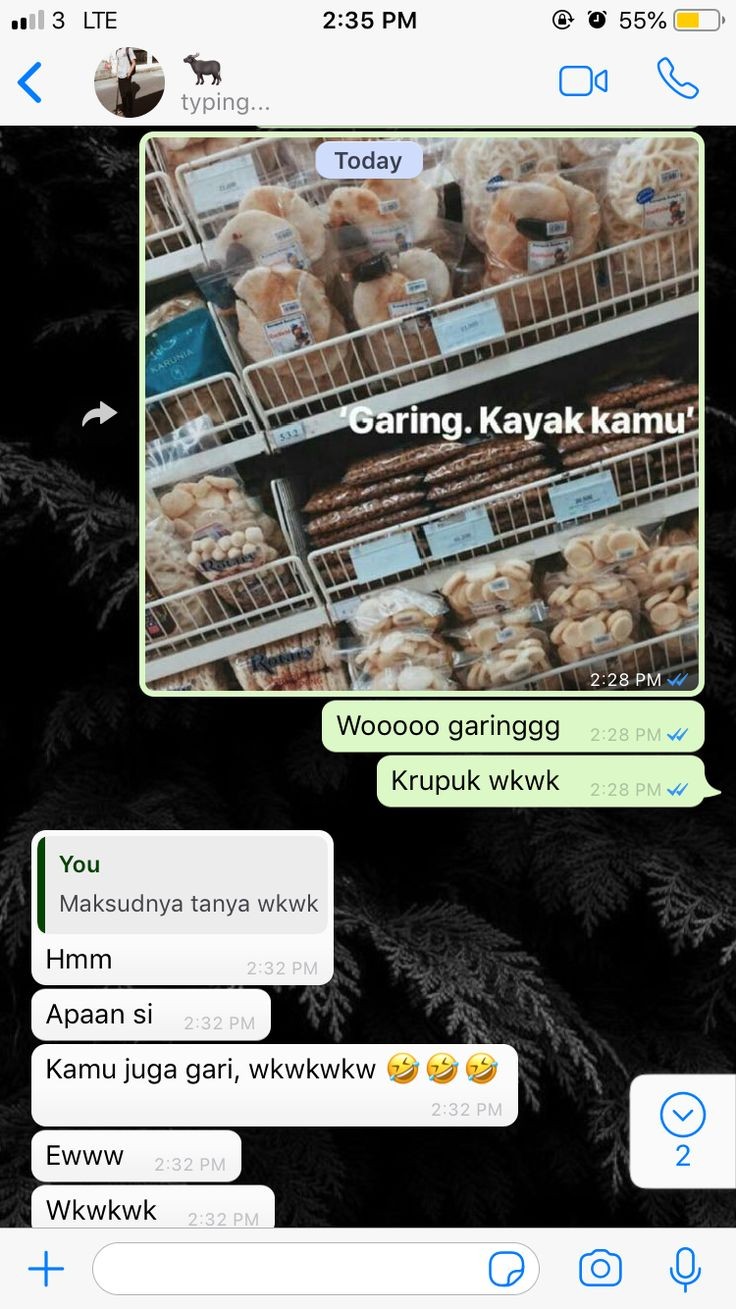 3 LTE 2:35 PM 55%
typing...
Today
KARUNIA
'Garing. Kayak kamu'
2:28 PM
Wooooo garinggg 2:28 PM
Krupuk wkwk 2:28 PM
You
Maksudnya tanya wkwk
Hmm 2:32 PM
Apaan si 2:32 PM
Kamu juga gari, wkwkwkw 🤣🤣🤣
2:32 PM
Ewww 2:32 PM
2
Wkwkwk 2:32 PM